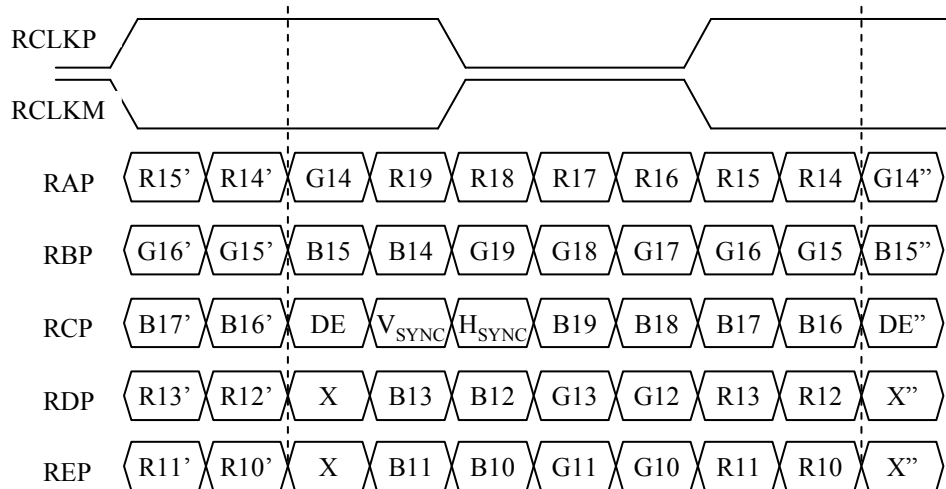 RCLKP
RCLKM
RAP R15’ R14’ G14 R19 R18 R17 R16 R15 R14 G14”
RBP G16’ G15’ B15 B14 G19 G18 G17 G16 G15 B15”
RCP B17’ B16’ DE VSYNC HSYNC B19 B18 B17 B16 DE”
RDP R13’ R12’ X B13 B12 G13 G12 R13 R12 X”
REP R11’ R10’ X B11 B10 G11 G10 R11 R10 X”